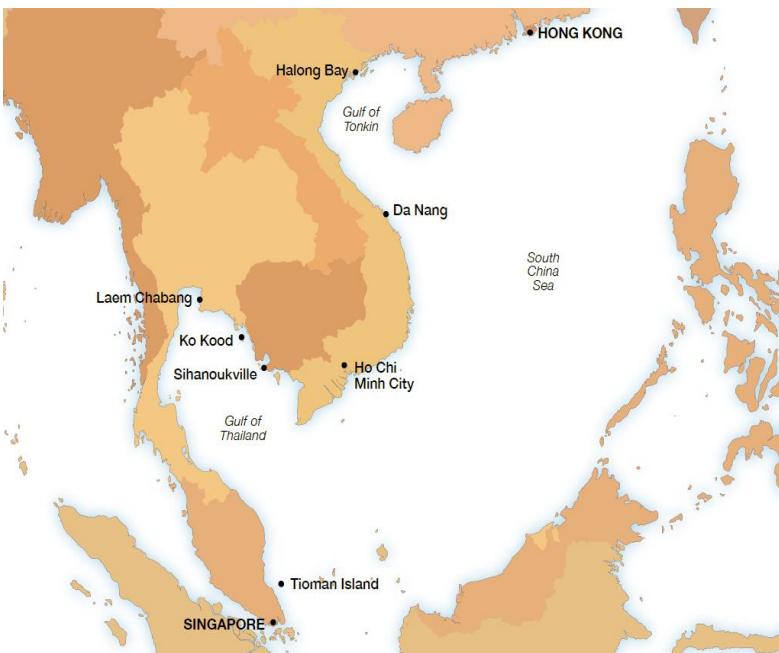 HONG KONG
Halong Bay
Gulf of
Tonkin
Da Nang
South
China
Sea
Laem Chabang
Ko Kood
Sihanoukville
Ho Chi
Minh City
Gulf of
Thailand
Tioman Island
SINGAPORE